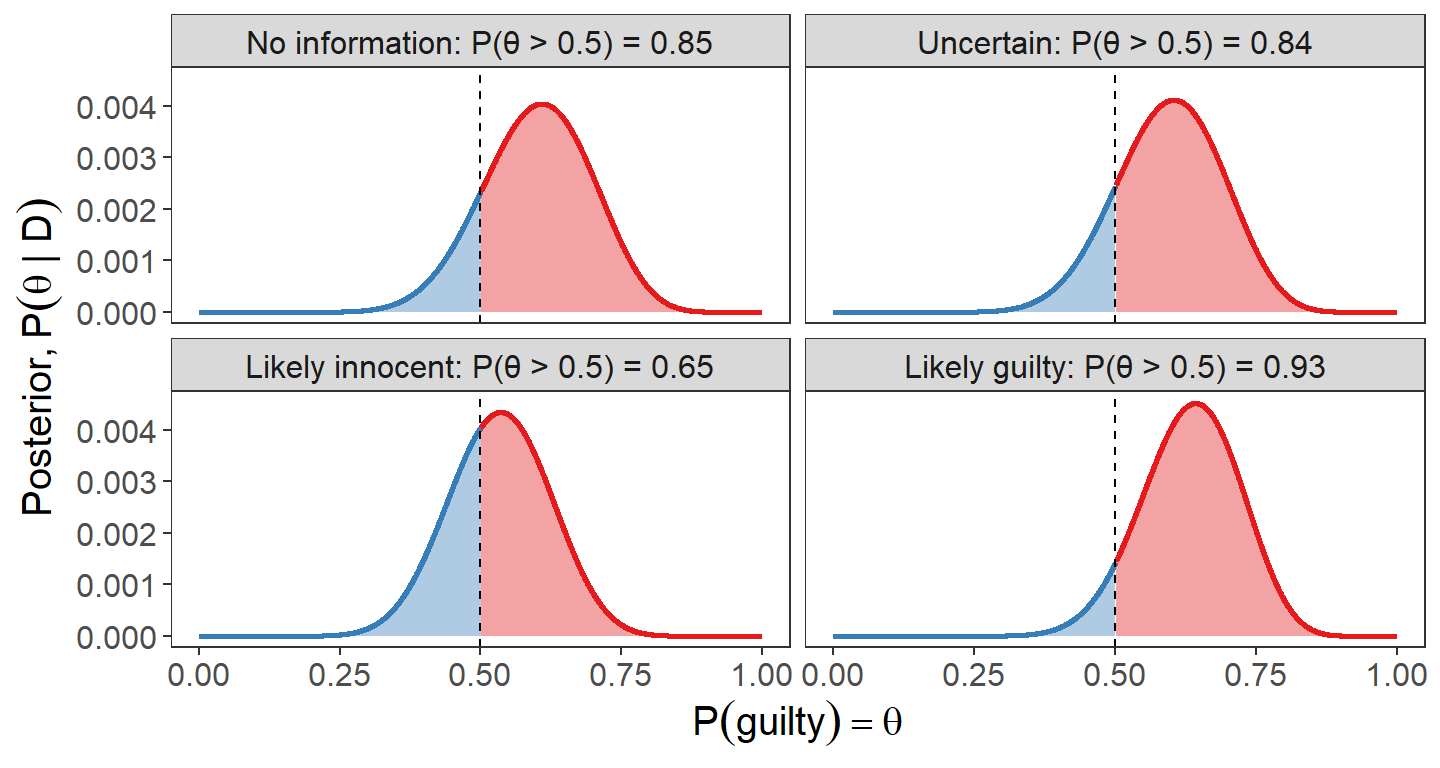 No information: P(θ > 0.5) = 0.85
Uncertain: P(θ > 0.5) = 0.84
0.004
0.003
0.002
0.001
0.000
Likely innocent: P(θ > 0.5) = 0.65
Likely guilty: P(θ > 0.5) = 0.93
0.004
0.003
0.002
0.001
0.000
0.00 0.25 0.50 0.75 1.00
0.00 0.25 0.50 0.75 1.00
P(guilty) = θ
Posterior, P(θ | D)